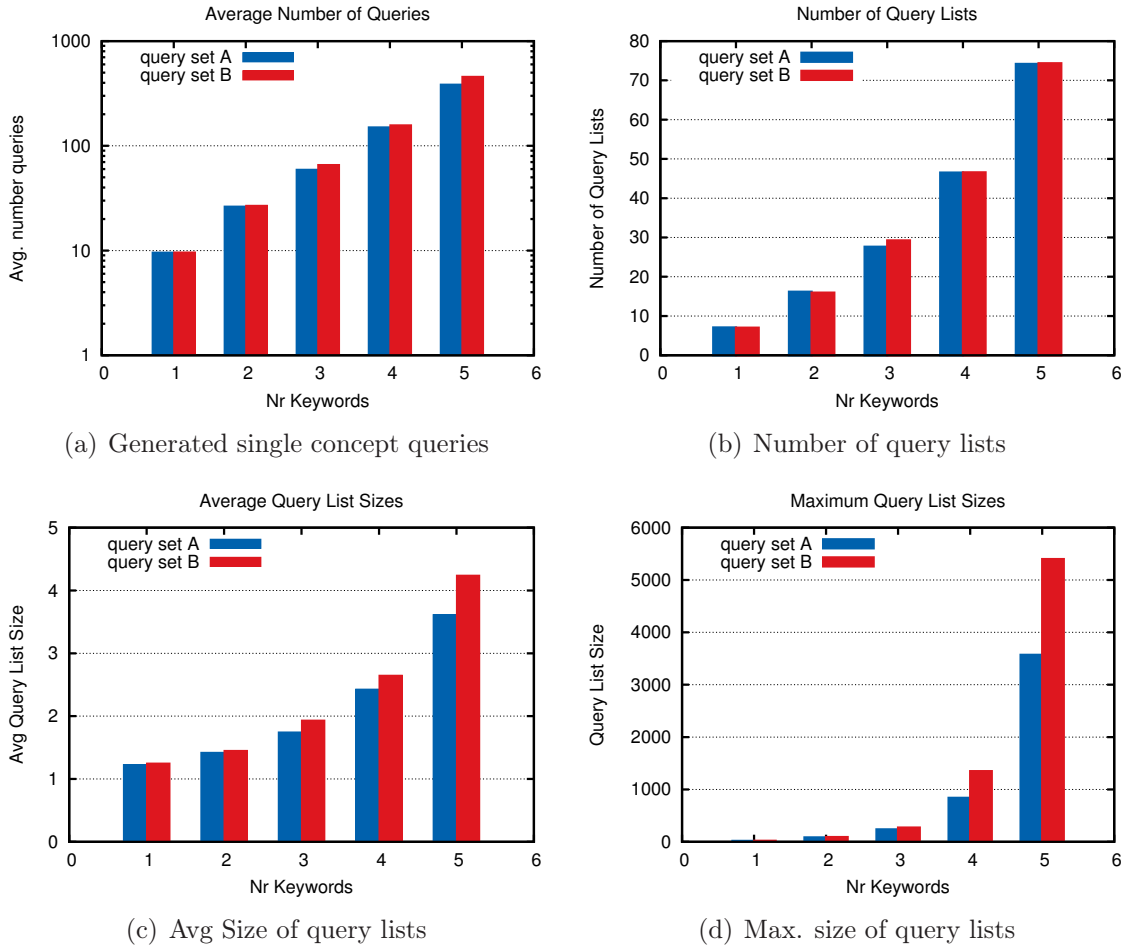 Average Number of Queries
1000
100
10
1
Avg. number queries
query set A
query set B
0 1 2 3 4 5 6
Nr Keywords
(a) Generated single concept queries
Number of Query Lists
80
70
60
50
40
30
20
10
0
Number of Query Lists
query set A
query set B
0 1 2 3 4 5 6
Nr Keywords
(b) Number of query lists
Average Query List Sizes
5
4
3
2
1
0
Avg Query List Size
query set A
query set B
0 1 2 3 4 5 6
Nr Keywords
(c) Avg Size of query lists
Maximum Query List Sizes
6000
5000
4000
3000
2000
1000
0
Query List Size
query set A
query set B
0 1 2 3 4 5 6
Nr Keywords
(d) Max. size of query lists